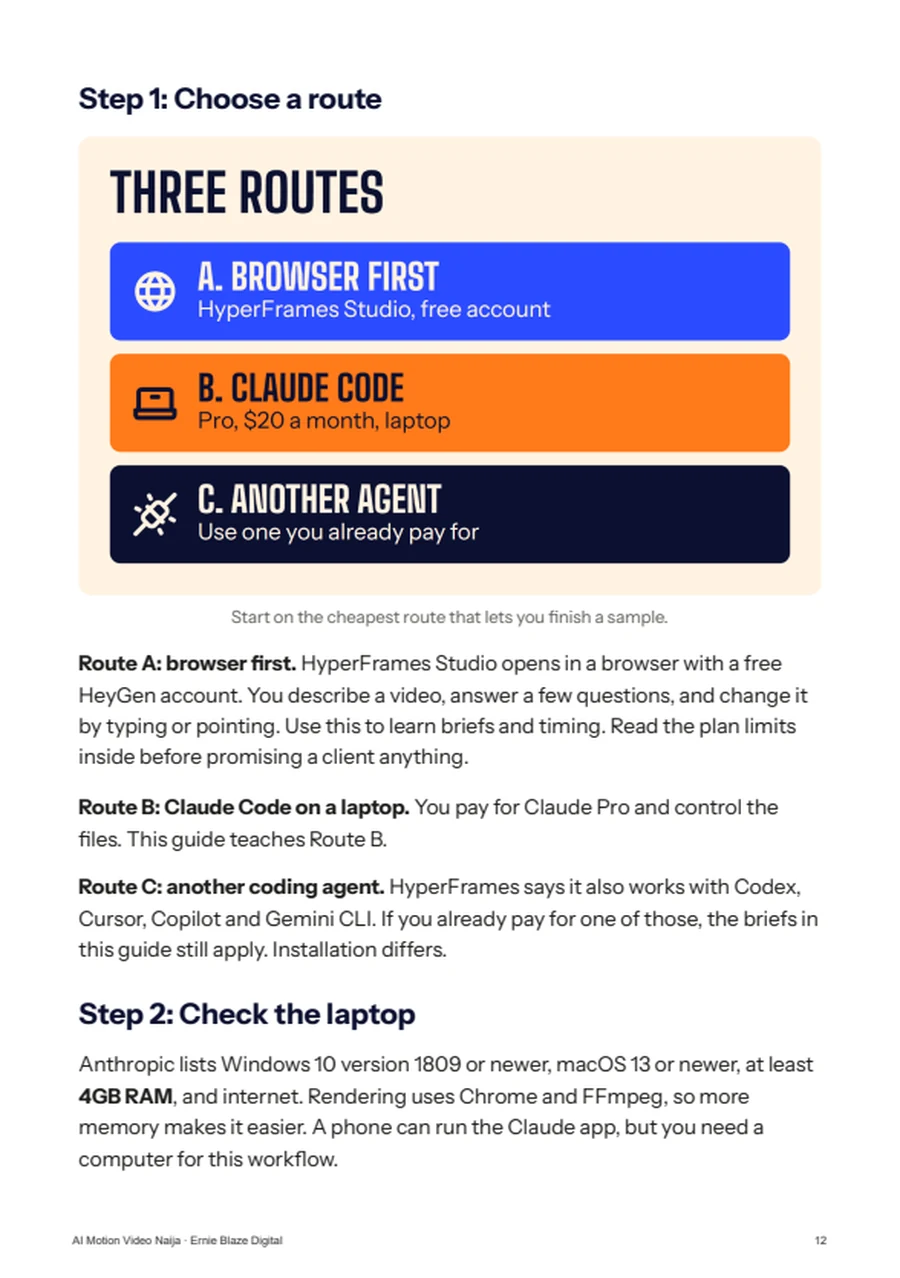 Step 1: Choose a route
THREE ROUTES
A. BROWSER FIRST
HyperFrames Studio, free account
B. CLAUDE CODE
Pro, $20 a month, laptop
C. ANOTHER AGENT
Use one you already pay for
Start on the cheapest route that lets you finish a sample.
Route A: browser first. HyperFrames Studio opens in a browser with a free
HeyGen account. You describe a video, answer a few questions, and change it
by typing or pointing. Use this to learn briefs and timing. Read the plan limits
inside before promising a client anything.
Route B: Claude Code on a laptop. You pay for Claude Pro and control the
files. This guide teaches Route B.
Route C: another coding agent. HyperFrames says it also works with Codex,
Cursor, Copilot and Gemini CLI. If you already pay for one of those, the briefs in
this guide still apply. Installation differs.
Step 2: Check the laptop
Anthropic lists Windows 10 version 1809 or newer, macOS 13 or newer, at least
4GB RAM, and internet. Rendering uses Chrome and FFmpeg, so more
memory makes it easier. A phone can run the Claude app, but you need a
computer for this workflow.
AI Motion Video Naija · Ernie Blaze Digital
12